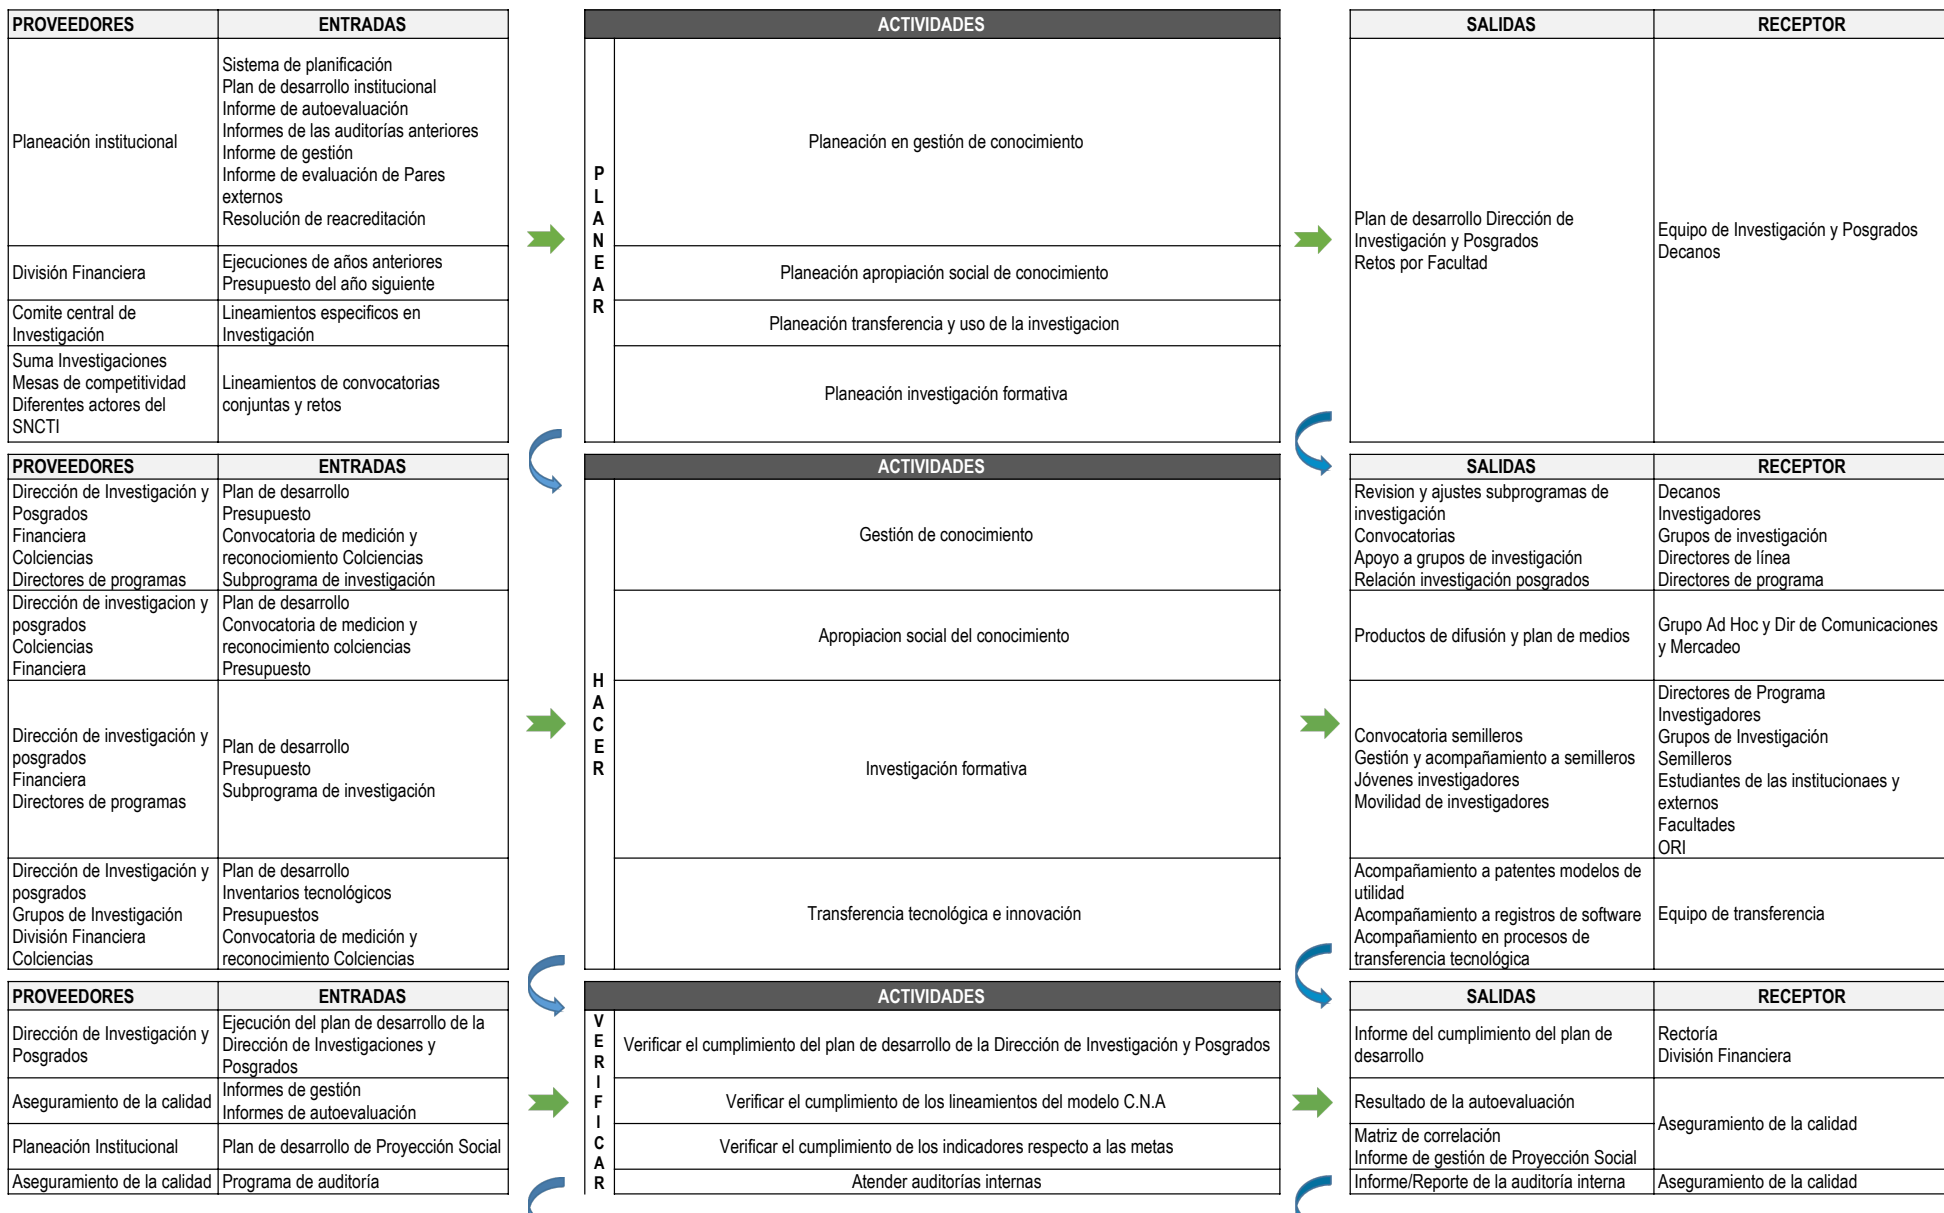 PROVEEDORES ENTRADAS ACTIVIDADES SALIDAS RECEPTOR
Planeación institucional
Sistema de planificación
Plan de desarrollo institucional
Informe de autoevaluación
Informes de las auditorías anteriores
Informe de gestión
Informe de evaluación de Pares
externos
Resolución de reacreditación
División Financiera
Ejecuciones de años anteriores
Presupuesto del año siguiente
Comite central de
Investigación
Lineamientos especificos en
Investigación
Suma Investigaciones
Mesas de competitividad
Diferentes actores del
SNCTI
Lineamientos de convocatorias
conjuntas y retos
P
L
A
N
E
A
R
Planeación en gestión de conocimiento
Planeación apropiación social de conocimiento
Planeación transferencia y uso de la investigacion
Planeación investigación formativa
Plan de desarrollo Dirección de
Investigación y Posgrados
Retos por Facultad
Equipo de Investigación y Posgrados
Decanos
PROVEEDORES ENTRADAS ACTIVIDADES SALIDAS RECEPTOR
Dirección de Investigación y
Posgrados
Financiera
Colciencias
Directores de programas
Plan de desarrollo
Presupuesto
Convocatoria de medición y
reconociomiento Colciencias
Subprograma de investigación
Dirección de investigacion y
posgrados
Colciencias
Financiera
Plan de desarrollo
Convocatoria de medicion y
reconocimiento colciencias
Presupuesto
Dirección de investigación y
posgrados
Financiera
Directores de programas
Plan de desarrollo
Presupuesto
Subprograma de investigación
Dirección de Investigación y
posgrados
Grupos de Investigación
División Financiera
Colciencias
Plan de desarrollo
Inventarios tecnológicos
Presupuestos
Convocatoria de medición y
reconocimiento Colciencias
H
A
C
E
R
Gestión de conocimiento
Apropiacion social del conocimiento
Investigación formativa
Transferencia tecnológica e innovación
Revision y ajustes subprogramas de
investigación
Convocatorias
Apoyo a grupos de investigación
Relación investigación posgrados
Decanos
Investigadores
Grupos de investigación
Directores de línea
Directores de programa
Productos de difusión y plan de medios
Grupo Ad Hoc y Dir de Comunicaciones
y Mercadeo
Convocatoria semilleros
Gestión y acompañamiento a semilleros
Jóvenes investigadores
Movilidad de investigadores
Directores de Programa
Investigadores
Grupos de Investigación
Semilleros
Estudiantes de las institucionaes y
externos
Facultades
ORI
Acompañamiento a patentes modelos de
utilidad
Acompañamiento a registros de software
Acompañamiento en procesos de
transferencia tecnológica
Equipo de transferencia
PROVEEDORES ENTRADAS ACTIVIDADES SALIDAS RECEPTOR
Dirección de Investigación y
Posgrados
Ejecución del plan de desarrollo de la
Dirección de Investigaciones y
Posgrados
Aseguramiento de la calidad
Informes de gestión
Informes de autoevaluación
Planeación Institucional
Plan de desarrollo de Proyección Social
Aseguramiento de la calidad
Programa de auditoría
V
E
R
I
F
I
C
A
R
Verificar el cumplimiento del plan de desarrollo de la Dirección de Investigación y Posgrados
Verificar el cumplimiento de los lineamientos del modelo C.N.A
Verificar el cumplimiento de los indicadores respecto a las metas
Atender auditorías internas
Informe del cumplimiento del plan de
desarrollo
Rectoría
División Financiera
Resultado de la autoevaluación
Matriz de correlación
Informe de gestión de Proyección Social
Aseguramiento de la calidad
Informe/Reporte de la auditoría interna
Aseguramiento de la calidad